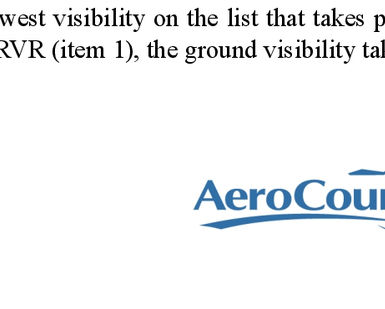 west visibility on the list that takes p
RVR (item 1), the ground visibility tal
AeroCour